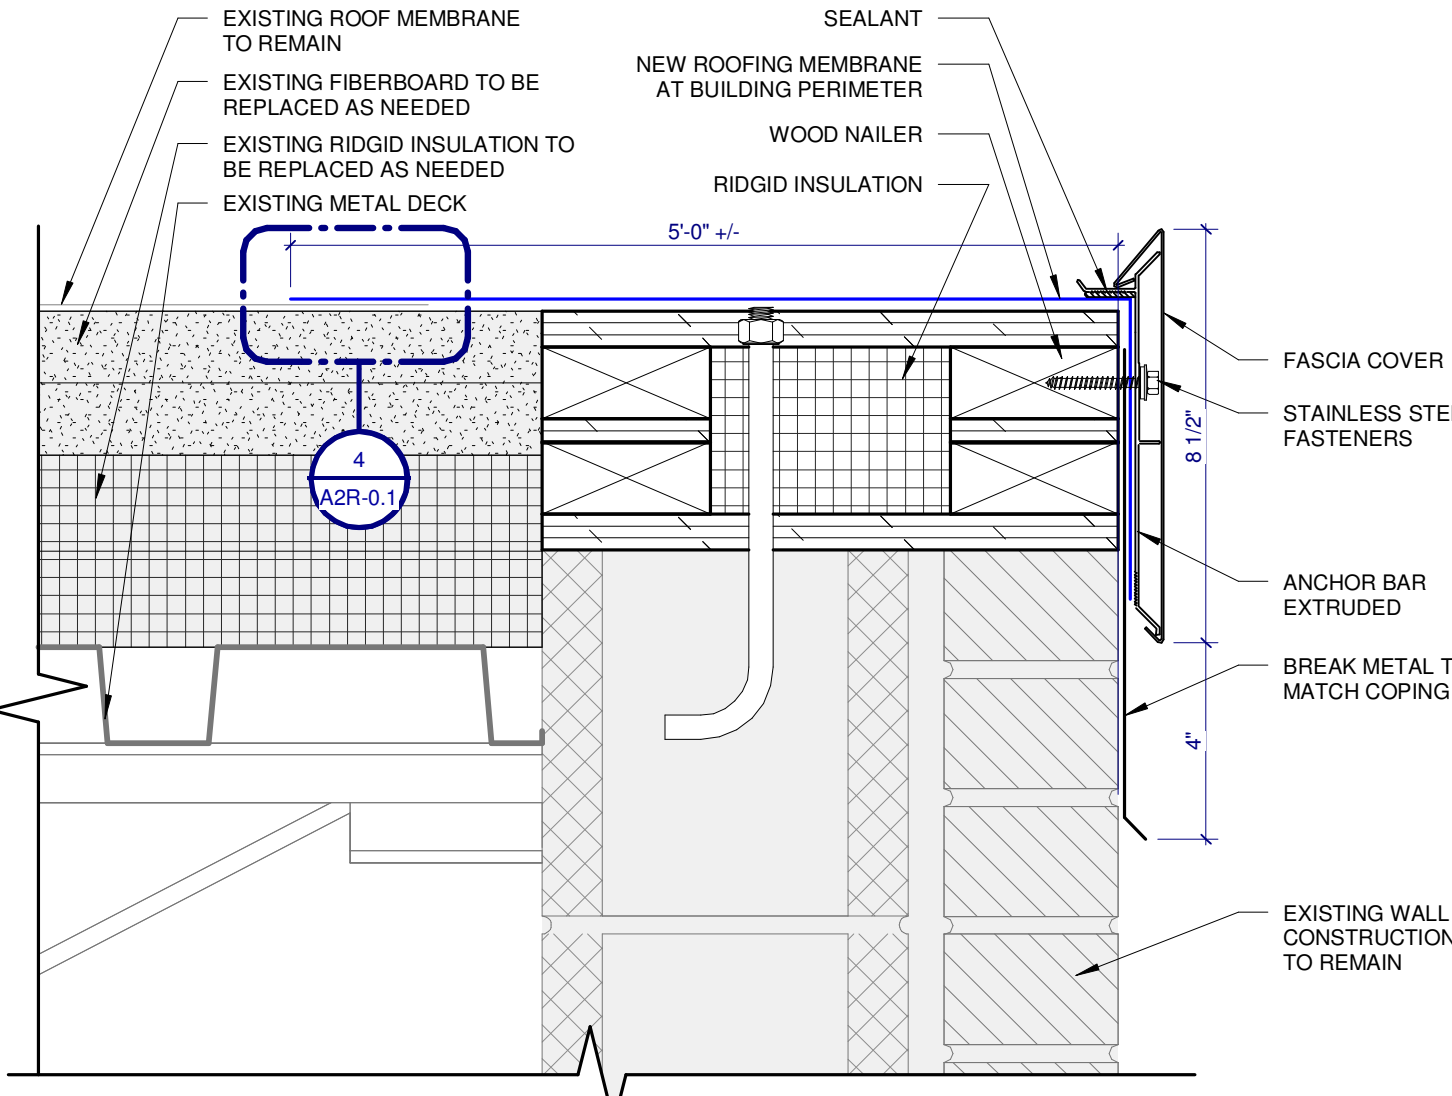 EXISTING ROOF MEMBRANE
TO REMAIN
EXISTING FIBERBOARD TO BE
REPLACED AS NEEDED
EXISTING RIDGID INSULATION TO
BE REPLACED AS NEEDED
EXISTING METAL DECK
SEALANT
NEW ROOFING MEMBRANE
AT BUILDING PERIMETER
WOOD NAILER
RIDGID INSULATION
5'-0" +/-
4
A2R-0.1
FASCIA COVER
STAINLESS STE
FASTENERS
8 1/2"
ANCHOR BAR
EXTRUDED
BREAK METAL T
MATCH COPING
4"
EXISTING WALL
CONSTRUCTION
TO REMAIN